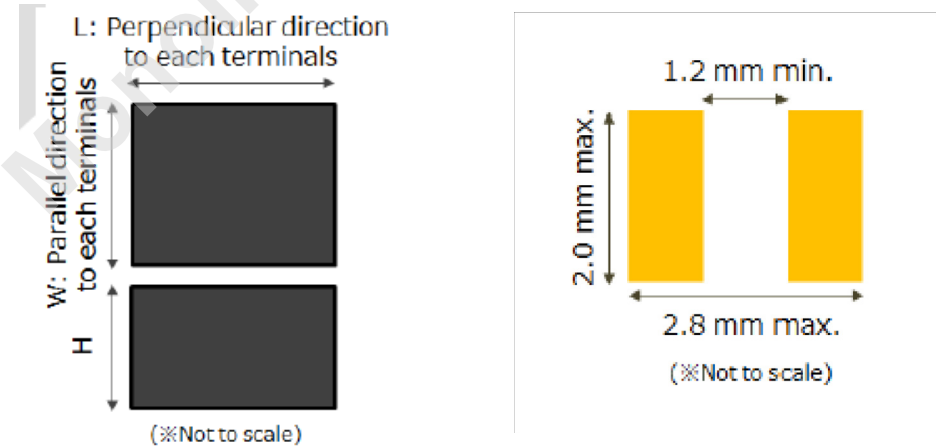 L: Perpendicular direction
to each terminals
W: Parallel direction
to each terminals
H
(※Not to scale)
1.2 mm min.
2.0 mm max.
2.8 mm max.
(※Not to scale)